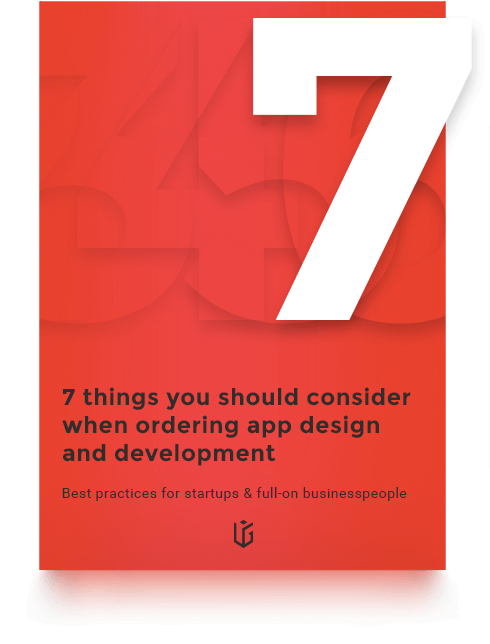 7
7 things you should consider
when ordering app design
and development
Best practices for startups & full-on businesspeople